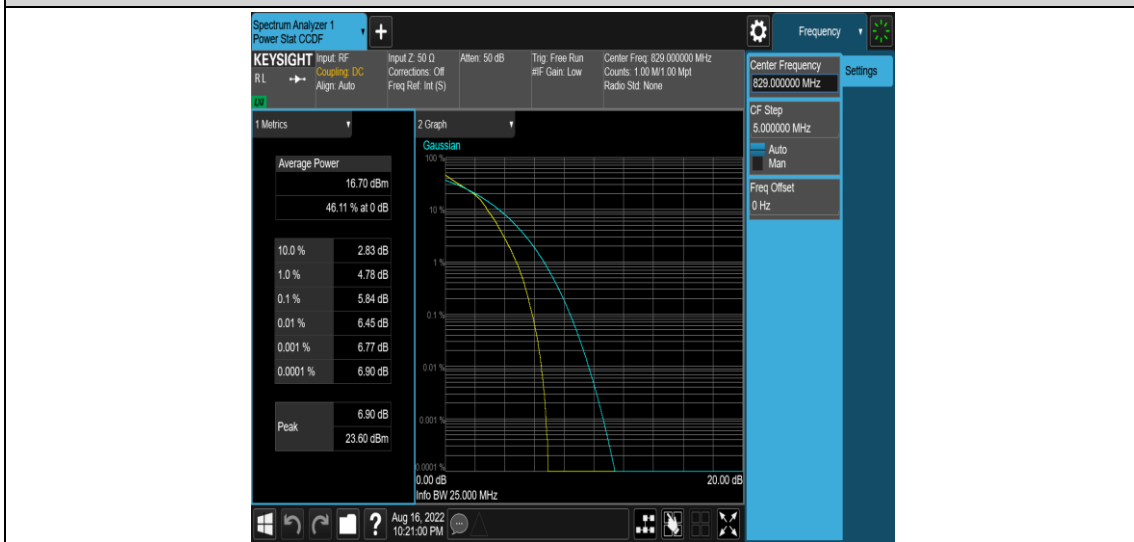 Spectrum Analyzer 1
Power Stat CCDF
+
Frequency
KEYSIGHT
RL
LXI
Input: RF
Coupling: DC
Align: Auto
Input Z: 50 Ω
Corrections: Off
Freq Ref: Int (S)
Atten: 50 dB
Trig: Free Run
#IF Gain: Low
Center Freq: 829.000000 MHz
Counts: 1.00 M/1.00 Mpt
Radio Std: None
Center Frequency
829.000000 MHz
Settings
CF Step
5.000000 MHz
Auto
Man
Freq Offset
0 Hz
1 Metrics
Average Power
16.70 dBm
46.11 % at 0 dB
10.0 % 2.83 dB
1.0 % 4.78 dB
0.1 % 5.84 dB
0.01 % 6.45 dB
0.001 % 6.77 dB
0.0001 % 6.90 dB
Peak
6.90 dB
23.60 dBm
2 Graph
Gaussian
100 %
10 %
1 %
0.1 %
0.01 %
0.001 %
0.0001 %
0.00 dB 20.00 dB
Info BW 25.000 MHz
?
Aug 16, 2022
10:21:00 PM